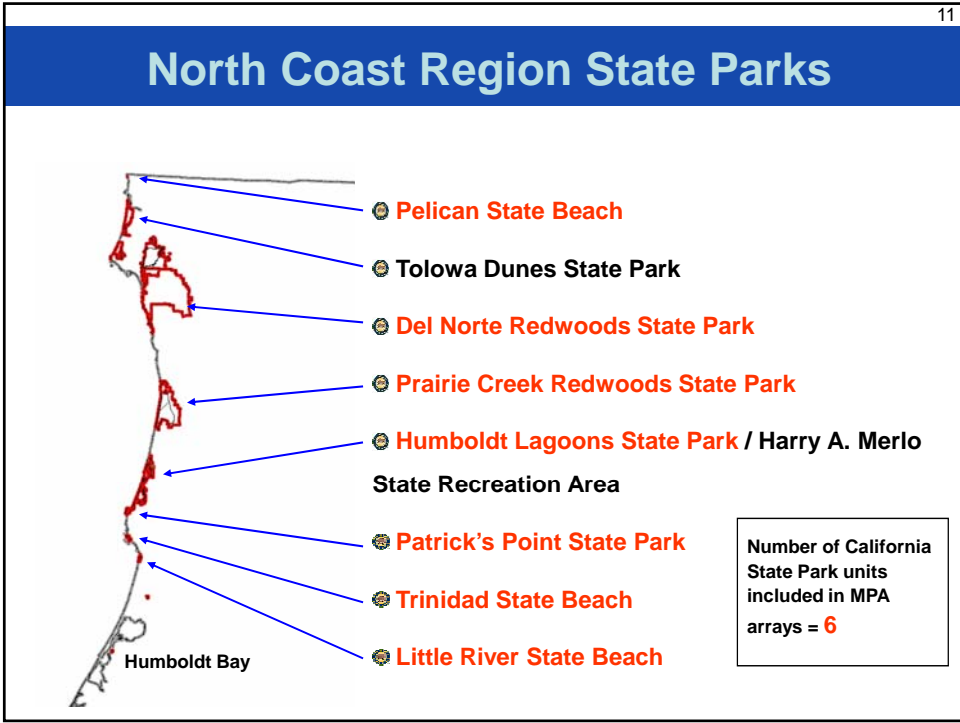 11
North Coast Region State Parks
Pelican State Beach
Tolowa Dunes State Park
Del Norte Redwoods State Park
Prairie Creek Redwoods State Park
Humboldt Lagoons State Park / Harry A. Merlo
State Recreation Area
Patrick's Point State Park
Trinidad State Beach
Little River State Beach
Humboldt Bay
Number of California
State Park units
included in MPA
arrays = 6